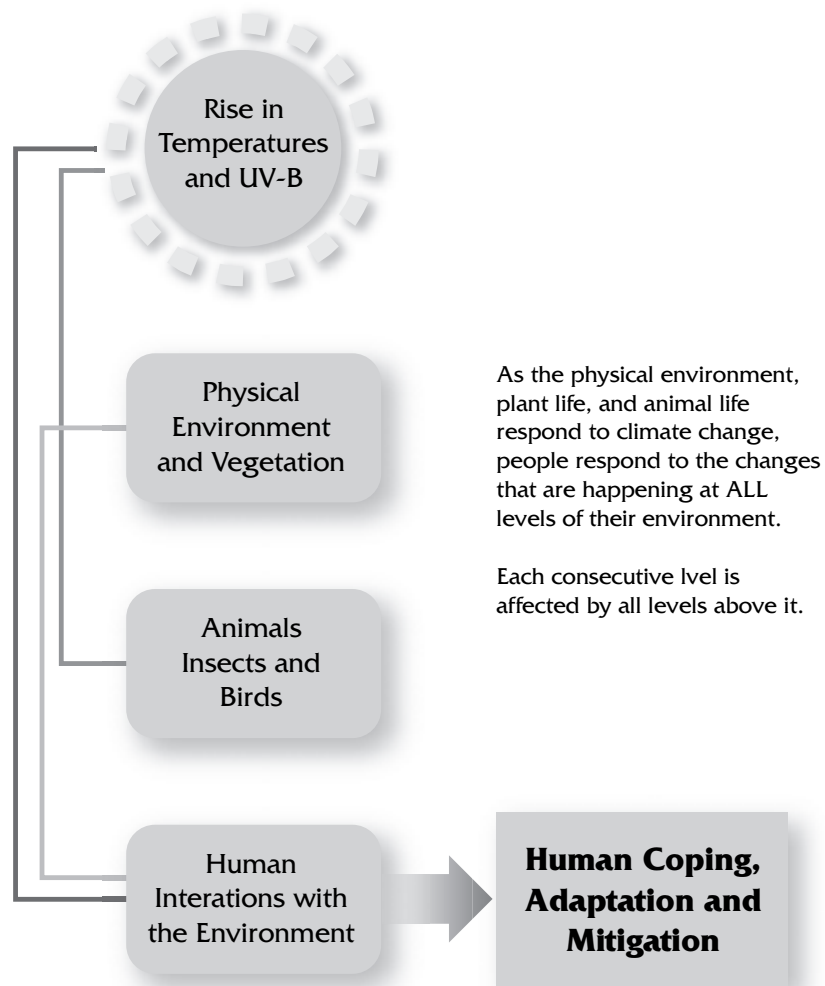 Rise in
Temperatures
and UV-B
Physical
Environment
and Vegetation
As the physical environment,
plant life, and animal life
respond to climate change,
people respond to the changes
that are happening at ALL
levels of their environment.
Each consecutive lvel is
affected by all levels above it.
Animals
Insects and
Birds
Human
Interations with
the Environment
Human Coping,
Adaptation and
Mitigation